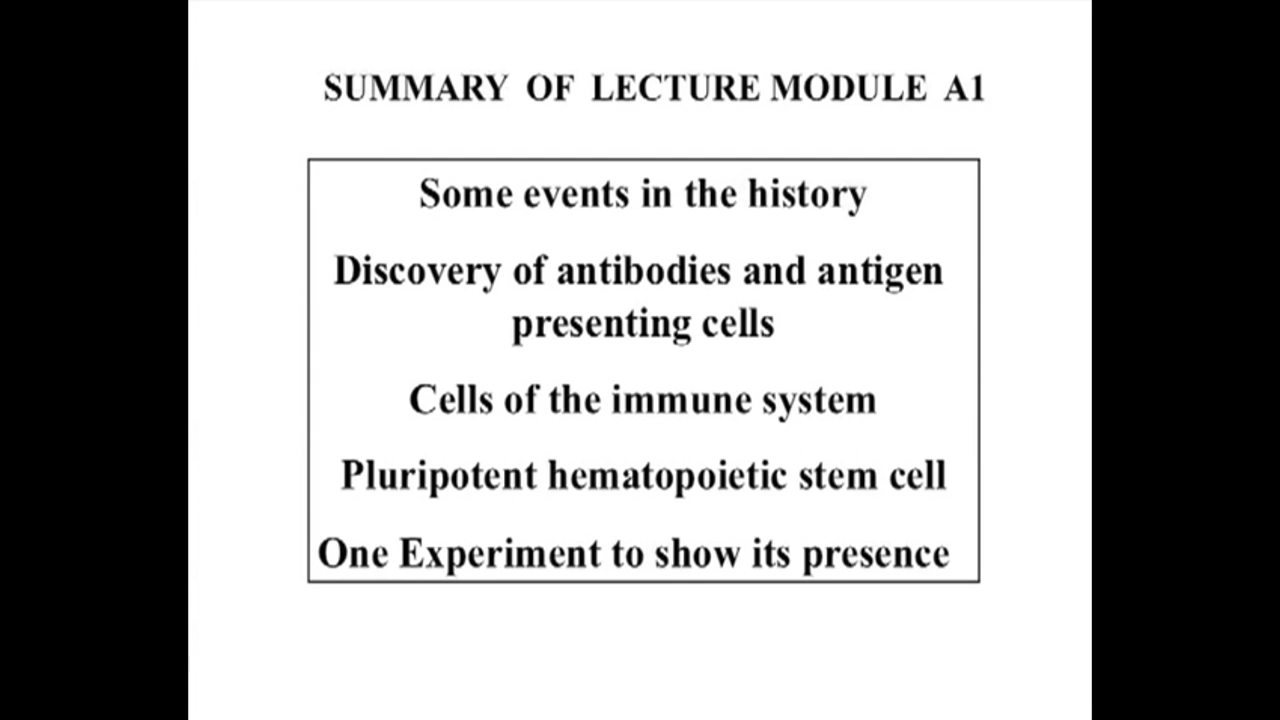 SUMMARY OF LECTURE MODULE A1
Some events in the history
Discovery of antibodies and antigen
presenting cells
Cells of the immune system
Pluripotent hematopoietic stem cell
One Experiment to show its presence